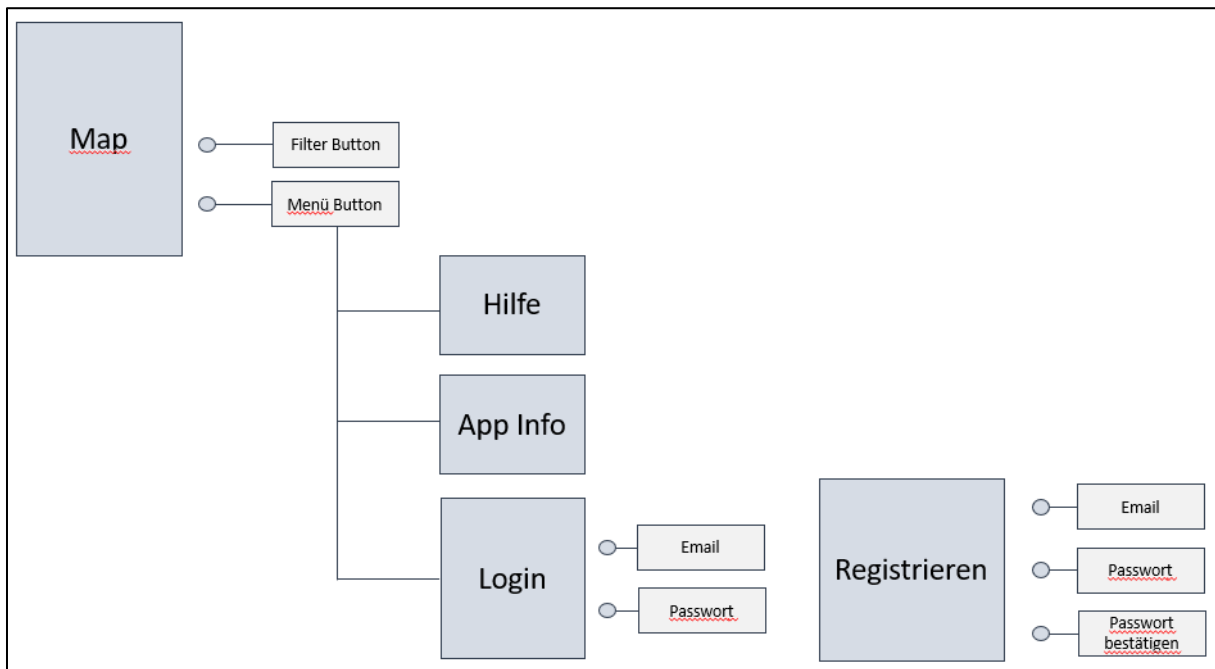 Map
Filter Button
Menü Button
Hilfe
App Info
Login
Email
Passwort
Registrieren
Email
Passwort
Passwort
bestätigen